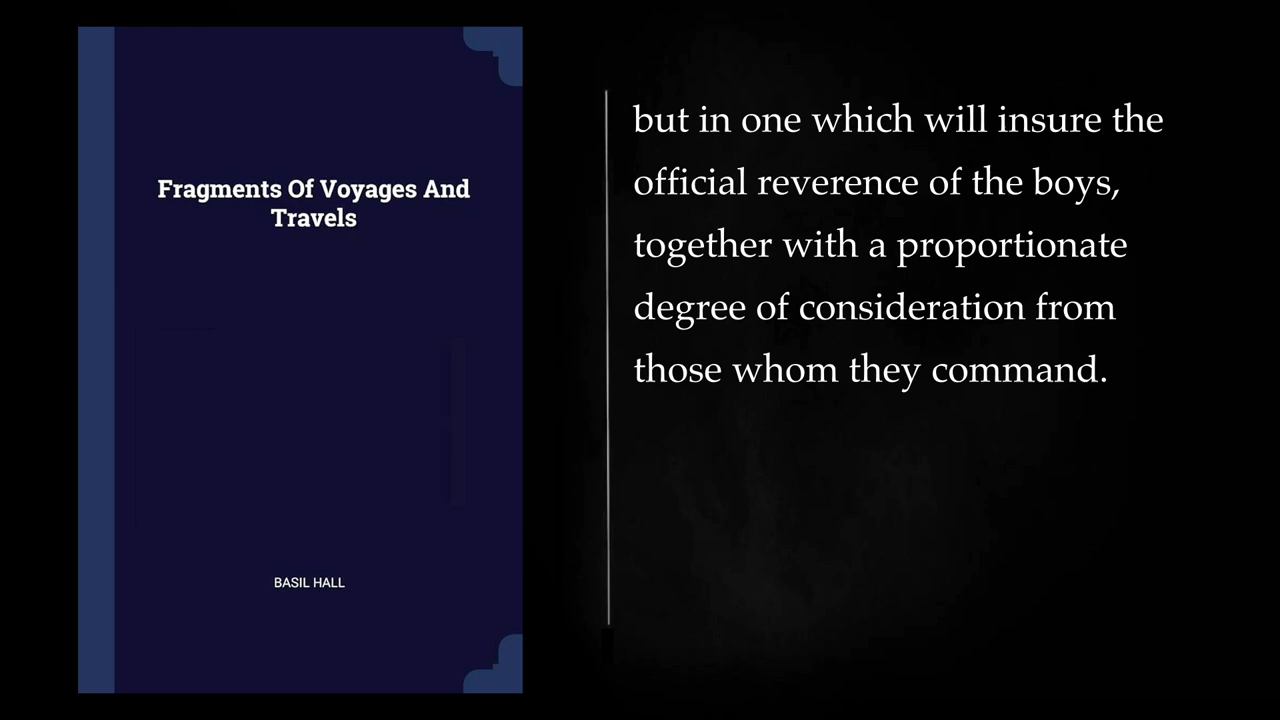 Fragments Of Voyages And
Travels
BASIL HALL
but in one which will insure the
official reverence of the boys,
together with a proportionate
degree of consideration from
those whom they command.